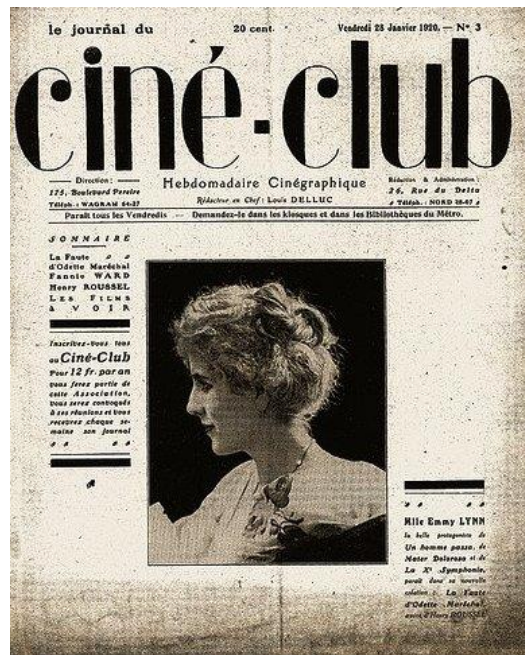 le journal du
20 cent.
Vendredi 23 Janvier 1920. — N° 3
ciné-club
Direction:
175, Boulevard Pereire
Téléph.: WAGRAM 64-27
Hebdomadaire Cinégraphique
Rédacteur en Chef: Louis DELLUC
Rédaction & Administration:
26, Rue du Delta
Téléph.: NORD 28-07
Paraît tous les Vendredis — Demandez-le dans les kiosques et dans les Bibliothèques du Métro.
SOMMAIRE
La Faute
d'Odette Maréchal
Fannie WARD
Henry ROUSSEL
LES FILMS
à VOIR
Inscrivez-vous tous
au Ciné-Club
Pour 12 fr. par an
vous ferez partie de
cette Association,
vous serez convoqués
à ses réunions et vous
recevrez chaque se-
maine son journal
Mlle Emmy LYNN
la belle protagoniste de
Un homme passa, de
Mater Dolorosa et de
La Xe Symphonie,
paraît dans sa nouvelle
création: La Faute
d'Odette Maréchal,
d'Henry ROUSSEL